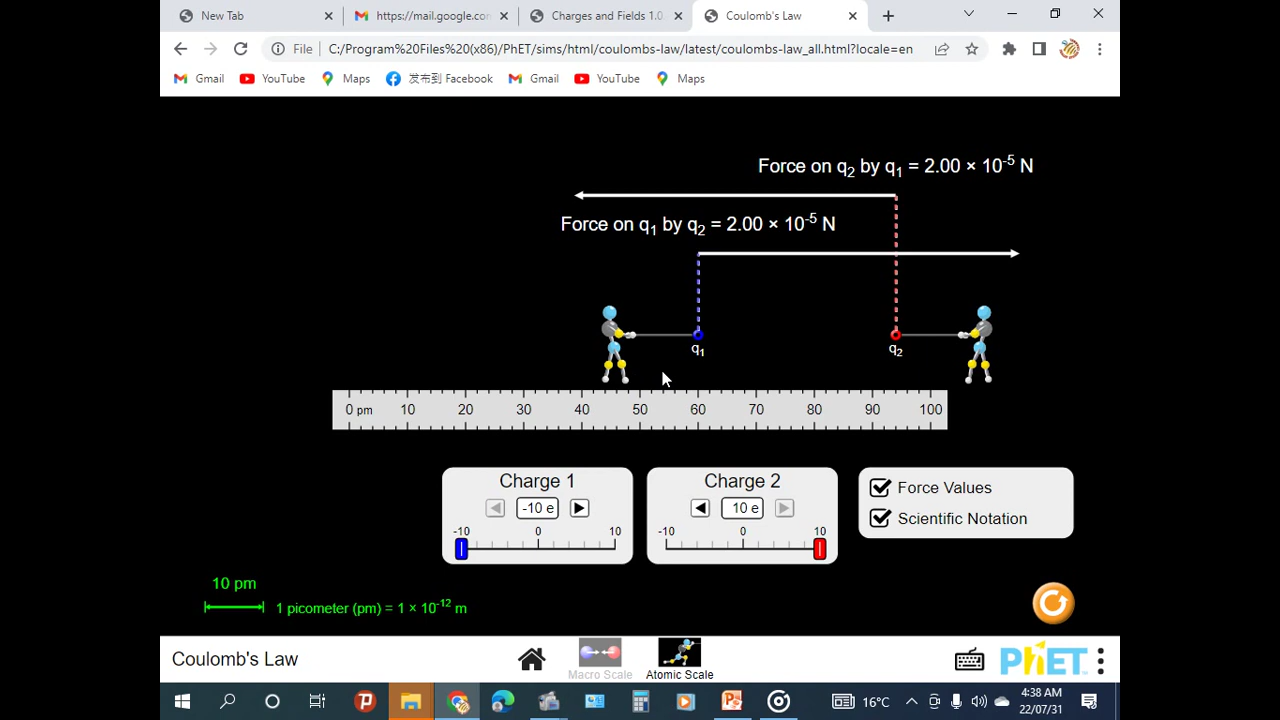 New Tab
https://mail.google.con
Charges and Fields 1.0
Coulomb's Law
File
C:/Program%20Files%20(x86)/PhET/sims/html/coulombs-law/latest/coulombs-law_all.html?locale=en
Gmail YouTube Maps 发布到 Facebook Gmail YouTube Maps
Force on q2 by q1 = 2.00 × 10-5 N
Force on q1 by q2 = 2.00 × 10-5 N
q1 q2
0 pm 10 20 30 40 50 60 70 80 90 100
Charge 1
-10 e
-10 0 10
Charge 2
10 e
-10 0 10
Force Values
Scientific Notation
10 pm
1 picometer (pm) = 1 × 10-12 m
Coulomb's Law
Macro Scale
Atomic Scale
PhET
16°C
4:38 AM
22/07/31